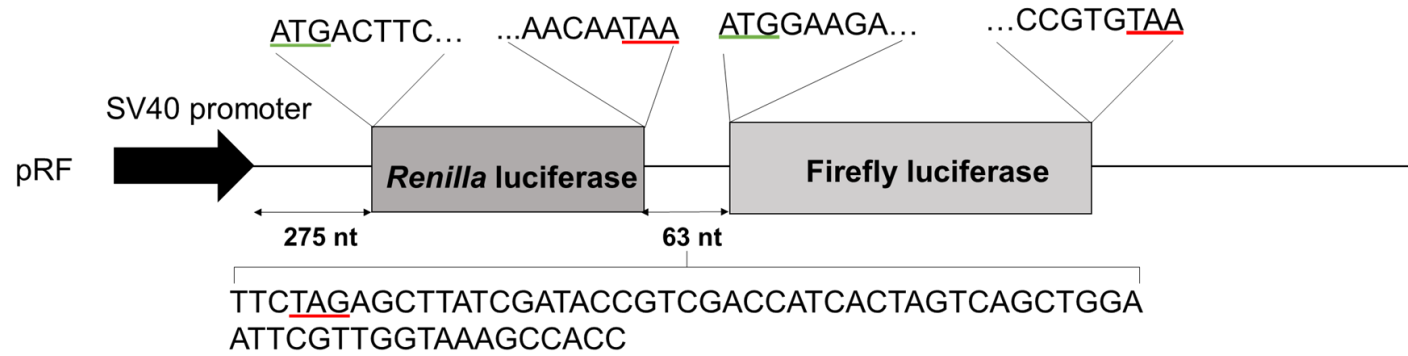 ATGACTTC… ...AACAATAA ATGGAAGA… …CCGTGTAA
SV40 promoter
pRF
Renilla luciferase
Firefly luciferase
275 nt
63 nt
TTCTAGAGCTTATCGATACCGTCGACCATCACTAGTCAGCTGGA
ATTCGTTGGTAAAGCCACC